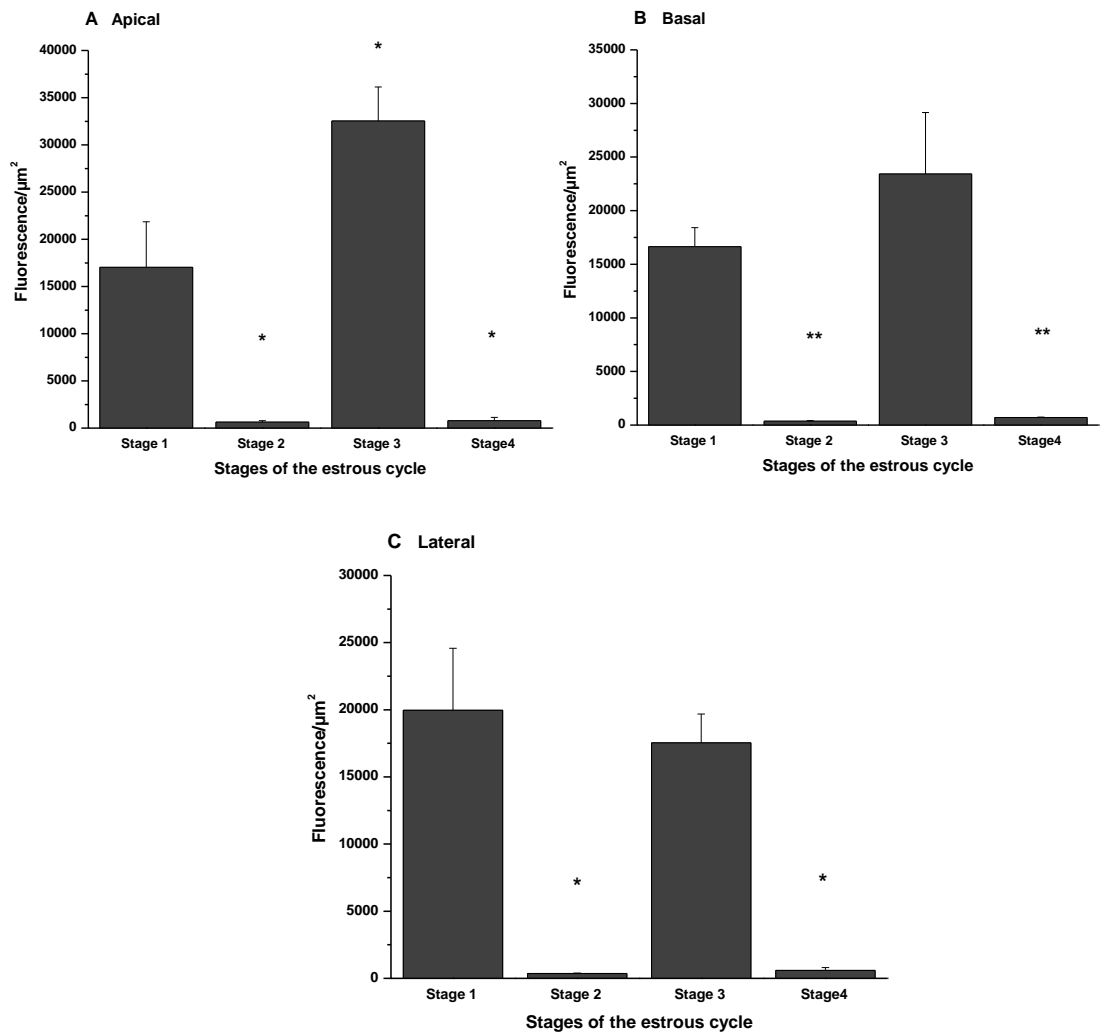 A Apical
40000
35000
30000
25000
20000
15000
10000
5000
0
Fluorescence/µm²
*
*
*
Stage 1 Stage 2 Stage 3 Stage4
Stages of the estrous cycle
B Basal
35000
30000
25000
20000
15000
10000
5000
0
Fluorescence/µm²
**
**
Stage 1 Stage 2 Stage 3 Stage4
Stages of the estrous cycle
C Lateral
30000
25000
20000
15000
10000
5000
0
Fluorescence/µm²
*
*
Stage 1 Stage 2 Stage 3 Stage4
Stages of the estrous cycle